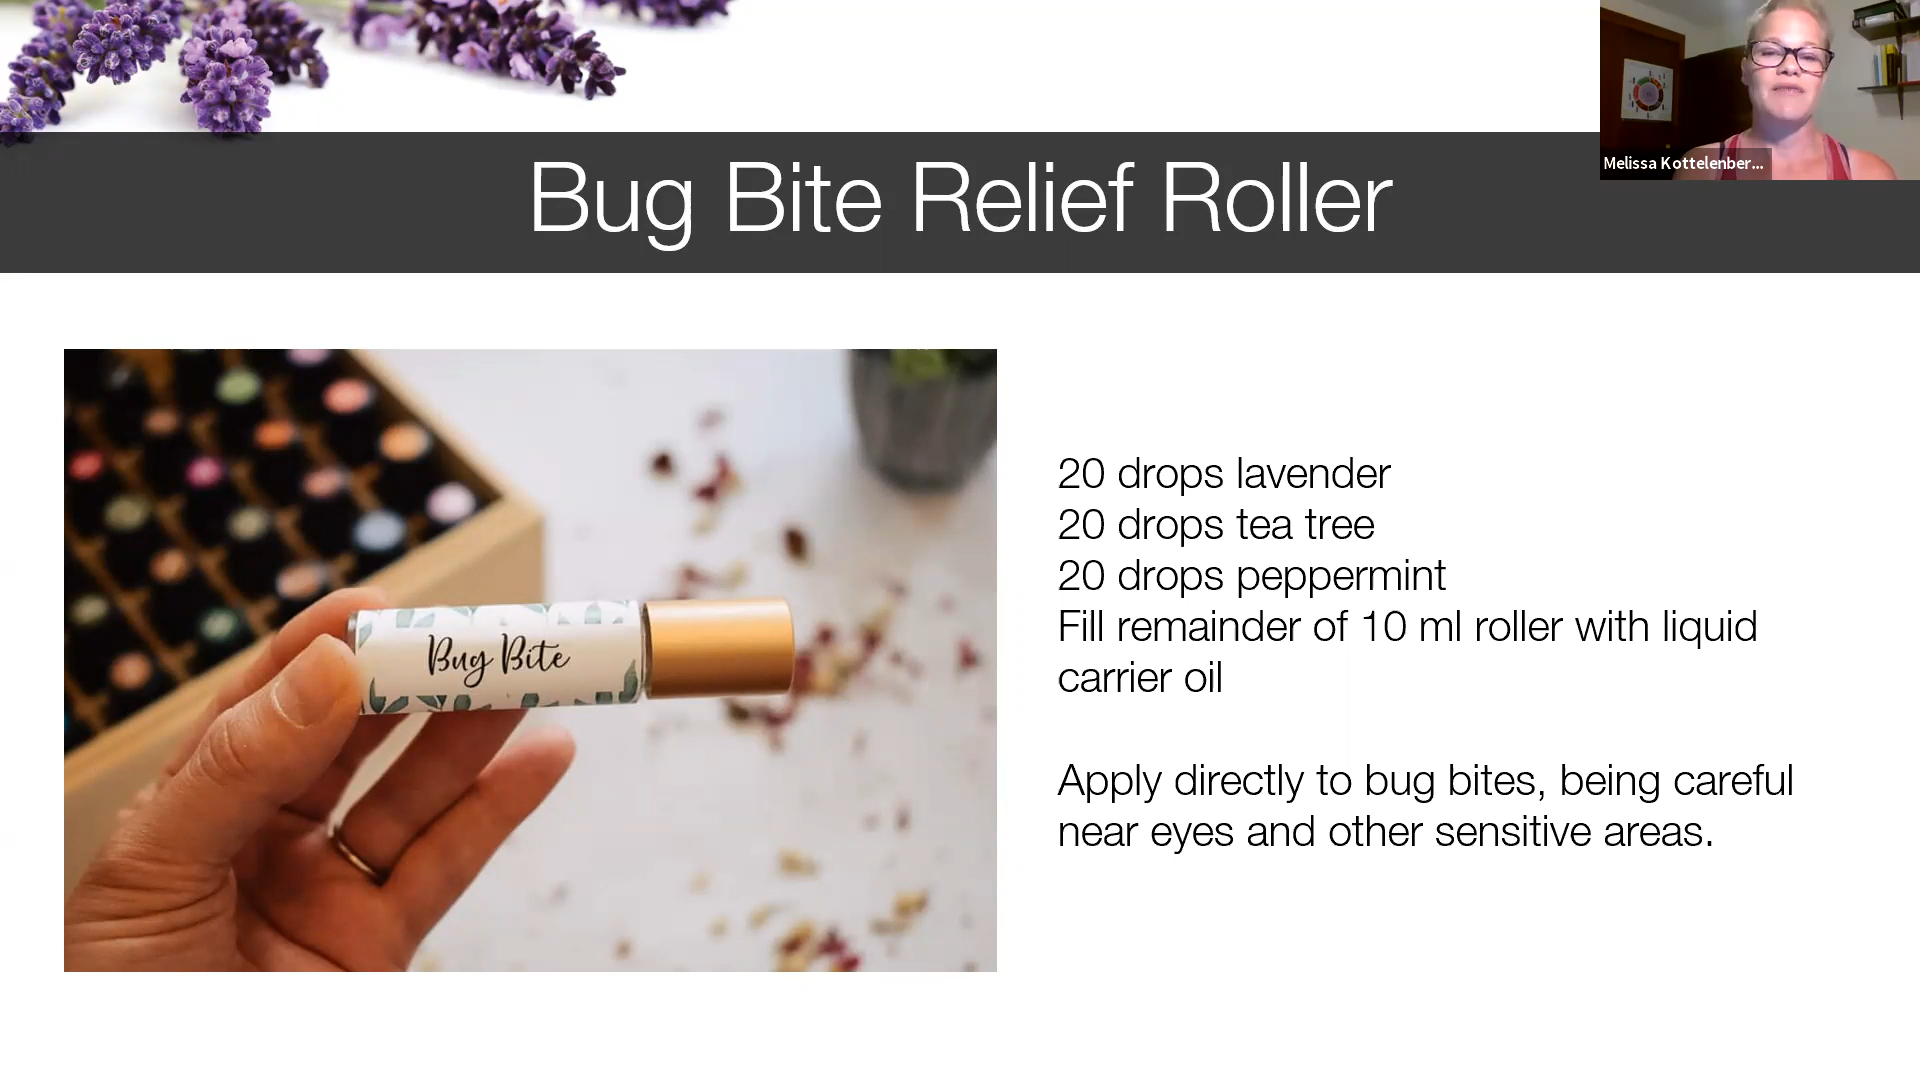 Melissa Kottelenber...
Bug Bite Relief Roller
Bug Bite
20 drops lavender
20 drops tea tree
20 drops peppermint
Fill remainder of 10 ml roller with liquid
carrier oil
Apply directly to bug bites, being careful
near eyes and other sensitive areas.